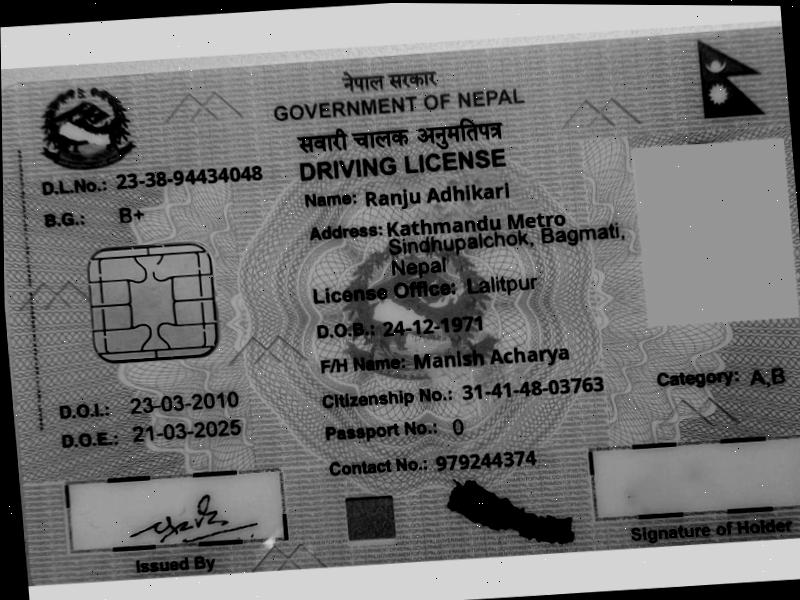 नेपाल सरकार
GOVERNMENT OF NEPAL
सवारी चालक अनुमतिपत्र
DRIVING LICENSE
D.L.No.: 23-38-94434048
B.G.: B+
Name: Ranju Adhikari
Address: Kathmandu Metro
Sindhupalchok, Bagmati,
Nepal
License Office: Lalitpur
D.O.B.: 24-12-1971
F/H Name: Manish Acharya
Citizenship No.: 31-41-48-03763
Category: A,B
Passport No.: 0
Contact No.: 979244374
D.O.I.: 23-03-2010
D.O.E.: 21-03-2025
Issued By
Signature of Holder